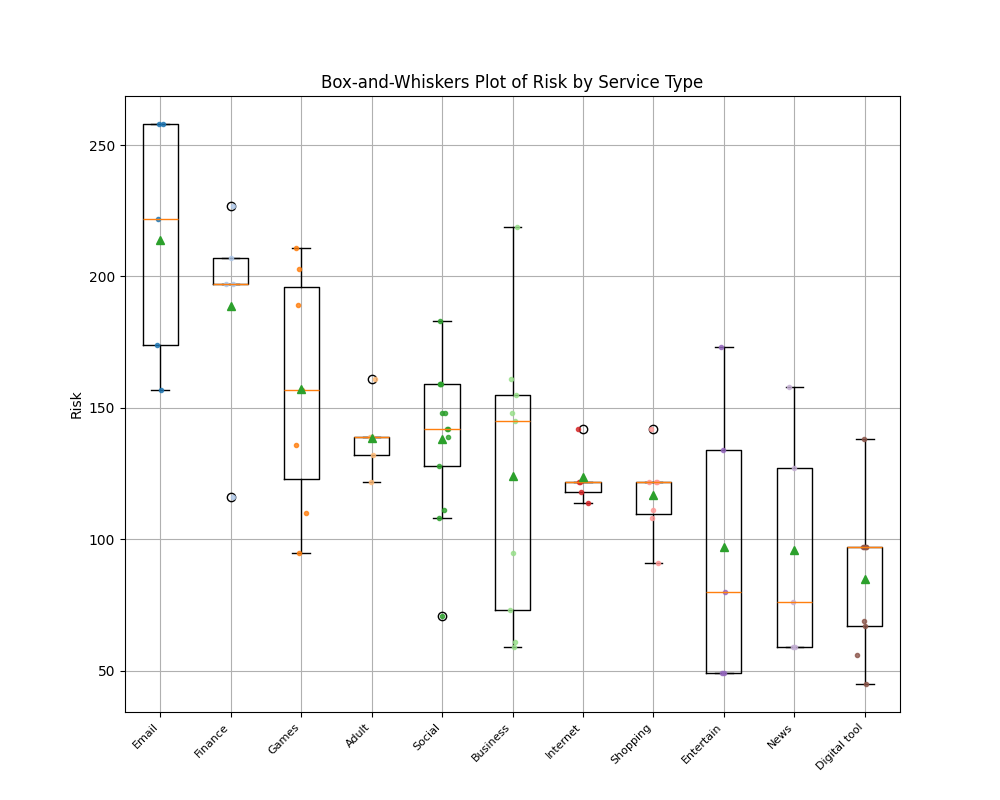 Box-and-Whiskers Plot of Risk by Service Type
250
200
150
100
50
Risk
Email
Finance
Games
Adult
Social
Business
Internet
Shopping
Entertain
News
Digital tool